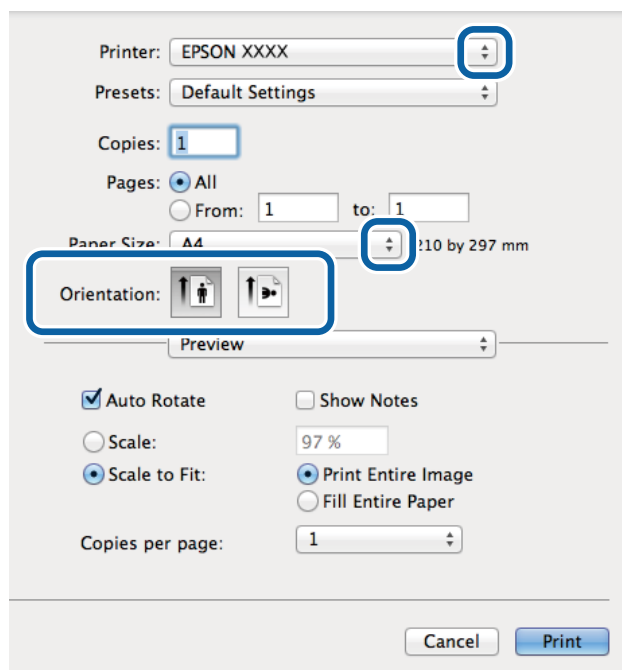 Printer: EPSON XXXX
Presets: Default Settings
Copies: 1
Pages: All
From: 1 to: 1
Paper Size: A4 210 by 297 mm
Orientation:
Preview
Auto Rotate Show Notes
Scale: 97 %
Scale to Fit: Print Entire Image
Fill Entire Paper
Copies per page: 1
Cancel Print